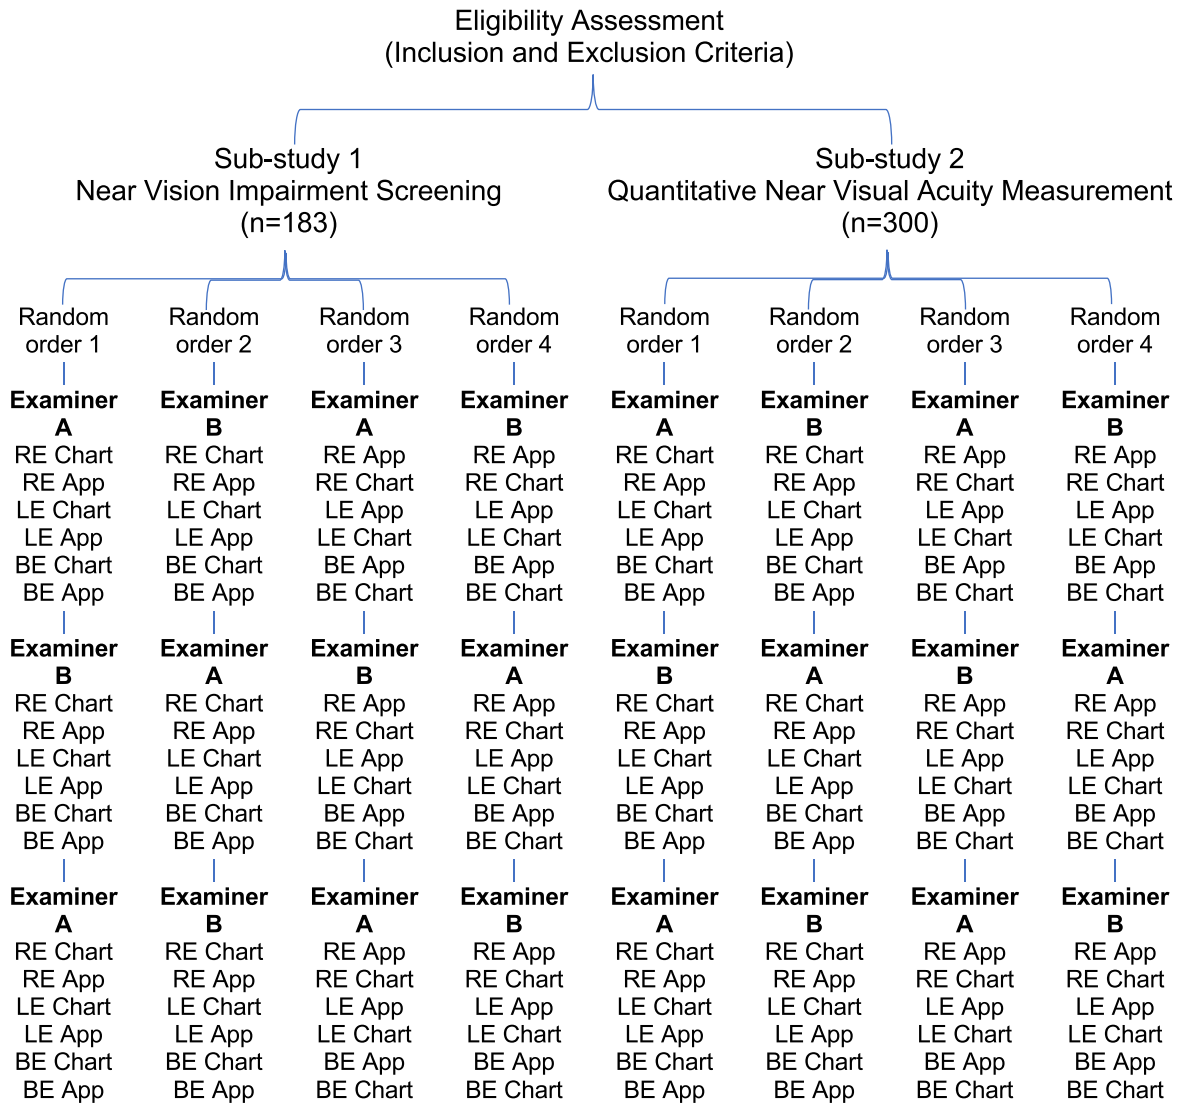 Eligibility Assessment
(Inclusion and Exclusion Criteria)
Sub-study 1
Near Vision Impairment Screening
(n=183)
Sub-study 2
Quantitative Near Visual Acuity Measurement
(n=300)
Random
order 1
Examiner
A
RE Chart
RE App
LE Chart
LE App
BE Chart
BE App
Examiner
B
RE Chart
RE App
LE Chart
LE App
BE Chart
BE App
Examiner
A
RE Chart
RE App
LE Chart
LE App
BE Chart
BE App
Random
order 2
Examiner
B
RE Chart
RE App
LE Chart
LE App
BE Chart
BE App
Examiner
A
RE Chart
RE App
LE Chart
LE App
BE Chart
BE App
Examiner
B
RE Chart
RE App
LE Chart
LE App
BE Chart
BE App
Random
order 3
Examiner
A
RE App
RE Chart
LE App
LE Chart
BE App
BE Chart
Examiner
B
RE App
RE Chart
LE App
LE Chart
BE App
BE Chart
Examiner
A
RE App
RE Chart
LE App
LE Chart
BE App
BE Chart
Random
order 4
Examiner
B
RE App
RE Chart
LE App
LE Chart
BE App
BE Chart
Examiner
A
RE App
RE Chart
LE App
LE Chart
BE App
BE Chart
Examiner
B
RE App
RE Chart
LE App
LE Chart
BE App
BE Chart
Random
order 1
Examiner
A
RE Chart
RE App
LE Chart
LE App
BE Chart
BE App
Examiner
B
RE Chart
RE App
LE Chart
LE App
BE Chart
BE App
Examiner
A
RE Chart
RE App
LE Chart
LE App
BE Chart
BE App
Random
order 2
Examiner
B
RE Chart
RE App
LE Chart
LE App
BE Chart
BE App
Examiner
A
RE Chart
RE App
LE Chart
LE App
BE Chart
BE App
Examiner
B
RE Chart
RE App
LE Chart
LE App
BE Chart
BE App
Random
order 3
Examiner
A
RE App
RE Chart
LE App
LE Chart
BE App
BE Chart
Examiner
B
RE App
RE Chart
LE App
LE Chart
BE App
BE Chart
Examiner
A
RE App
RE Chart
LE App
LE Chart
BE App
BE Chart
Random
order 4
Examiner
B
RE App
RE Chart
LE App
LE Chart
BE App
BE Chart
Examiner
A
RE App
RE Chart
LE App
LE Chart
BE App
BE Chart
Examiner
B
RE App
RE Chart
LE App
LE Chart
BE App
BE Chart